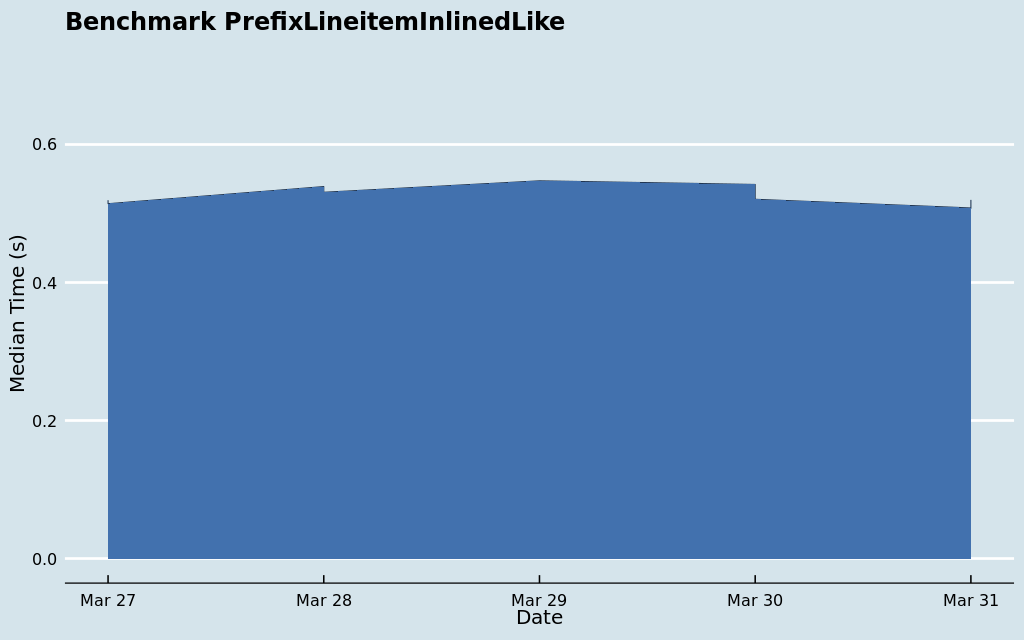 Benchmark PrefixLineitemInlinedLike
Median Time (s)
0.6
0.4
0.2
0.0
Mar 27 Mar 28 Mar 29 Mar 30 Mar 31
Date